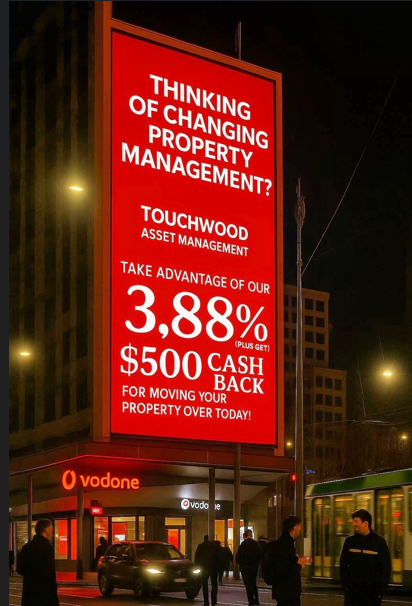 THINKING
OF CHANGING
PROPERTY
MANAGEMENT?
TOUCHWOOD
ASSET MANAGEMENT
TAKE ADVANTAGE OF OUR
3,88%
(PLUS GET)
$500 CASH
BACK
FOR MOVING YOUR
PROPERTY OVER TODAY!
vodone
vodone